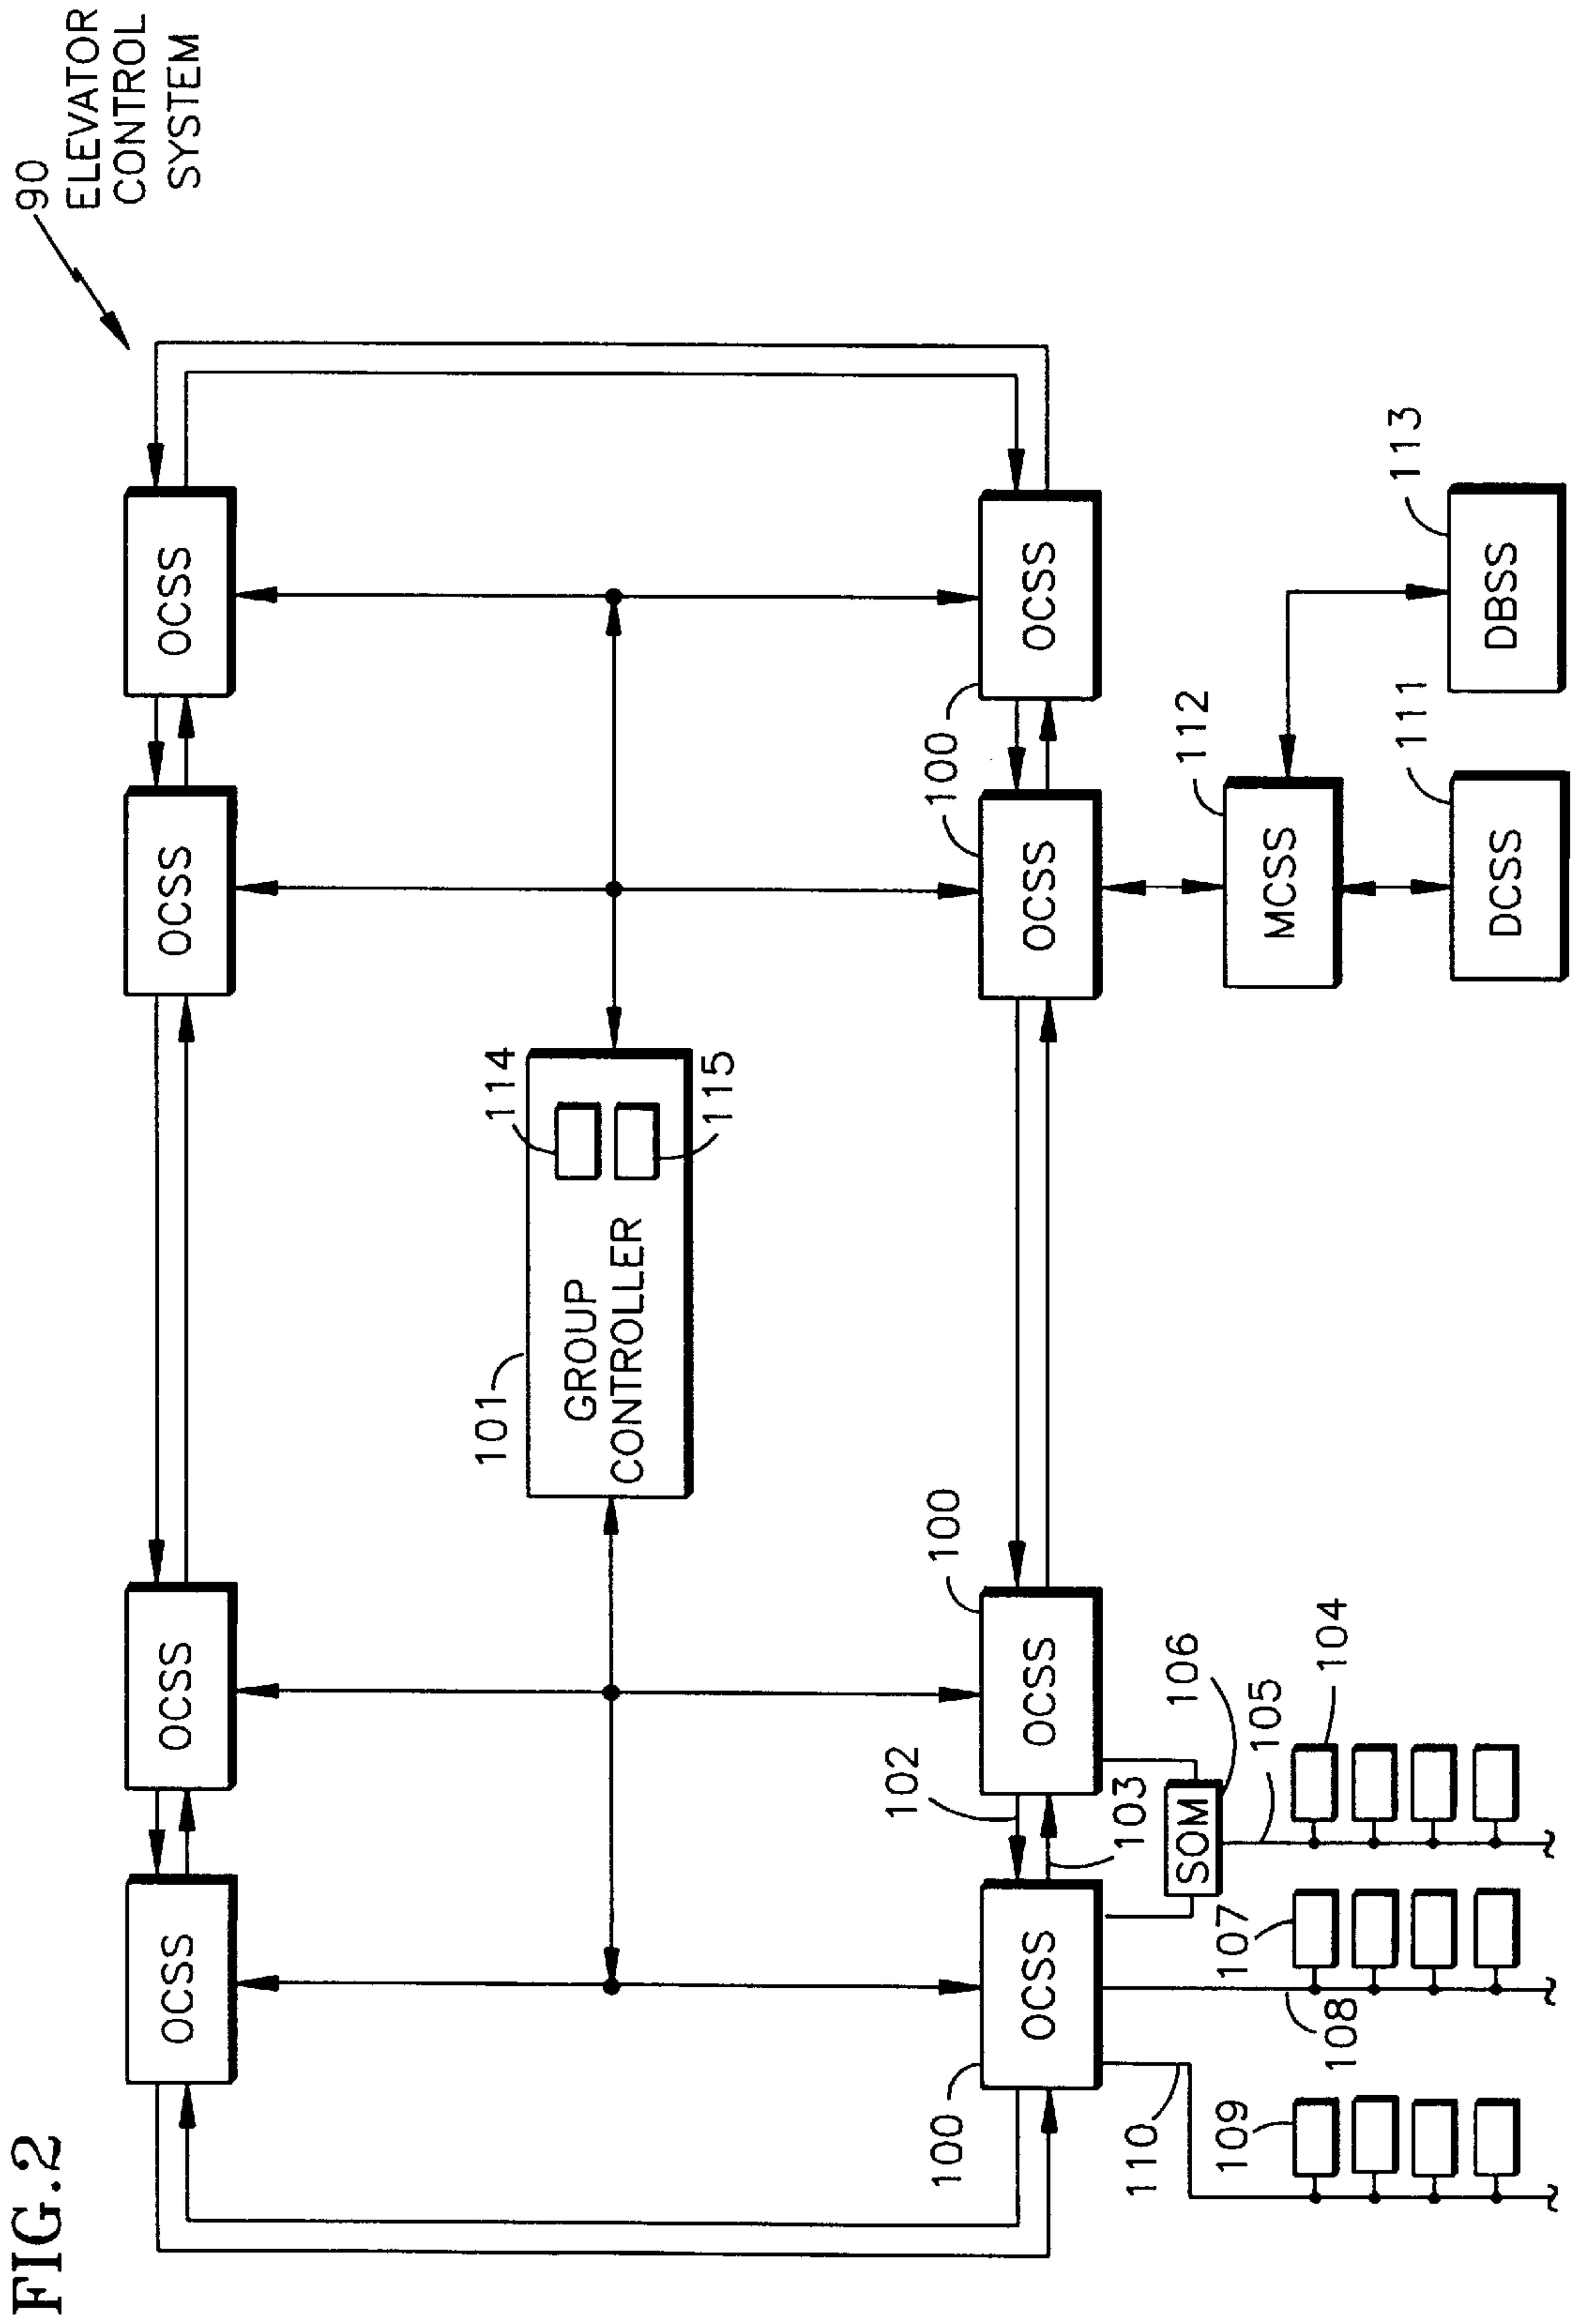 FIG.2
90
ELEVATOR
CONTROL
SYSTEM
OCSS
OCSS
OCSS
OCSS
101
GROUP
CONTROLLER
114
115
100
OCSS
102
103
100
OCSS
100
OCSS
100
OCSS
110
SOM
106
112
MCSS
109
108
107
105
104
111
DCSS
113
DBSS